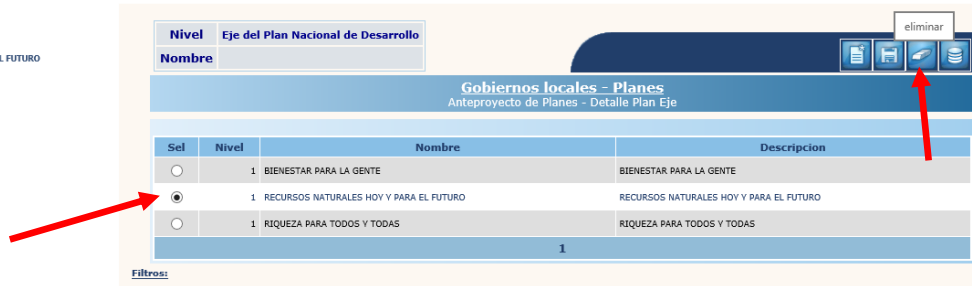 eliminar
Nivel Eje del Plan Nacional de Desarrollo
Nombre
L FUTURO
Gobiernos locales - Planes
Anteproyecto de Planes - Detalle Plan Eje
Sel Nivel Nombre Descripcion
1 BIENESTAR PARA LA GENTE BIENESTAR PARA LA GENTE
1 RECURSOS NATURALES HOY Y PARA EL FUTURO RECURSOS NATURALES HOY Y PARA EL FUTURO
1 RIQUEZA PARA TODOS Y TODAS RIQUEZA PARA TODOS Y TODAS
1
Filtros: